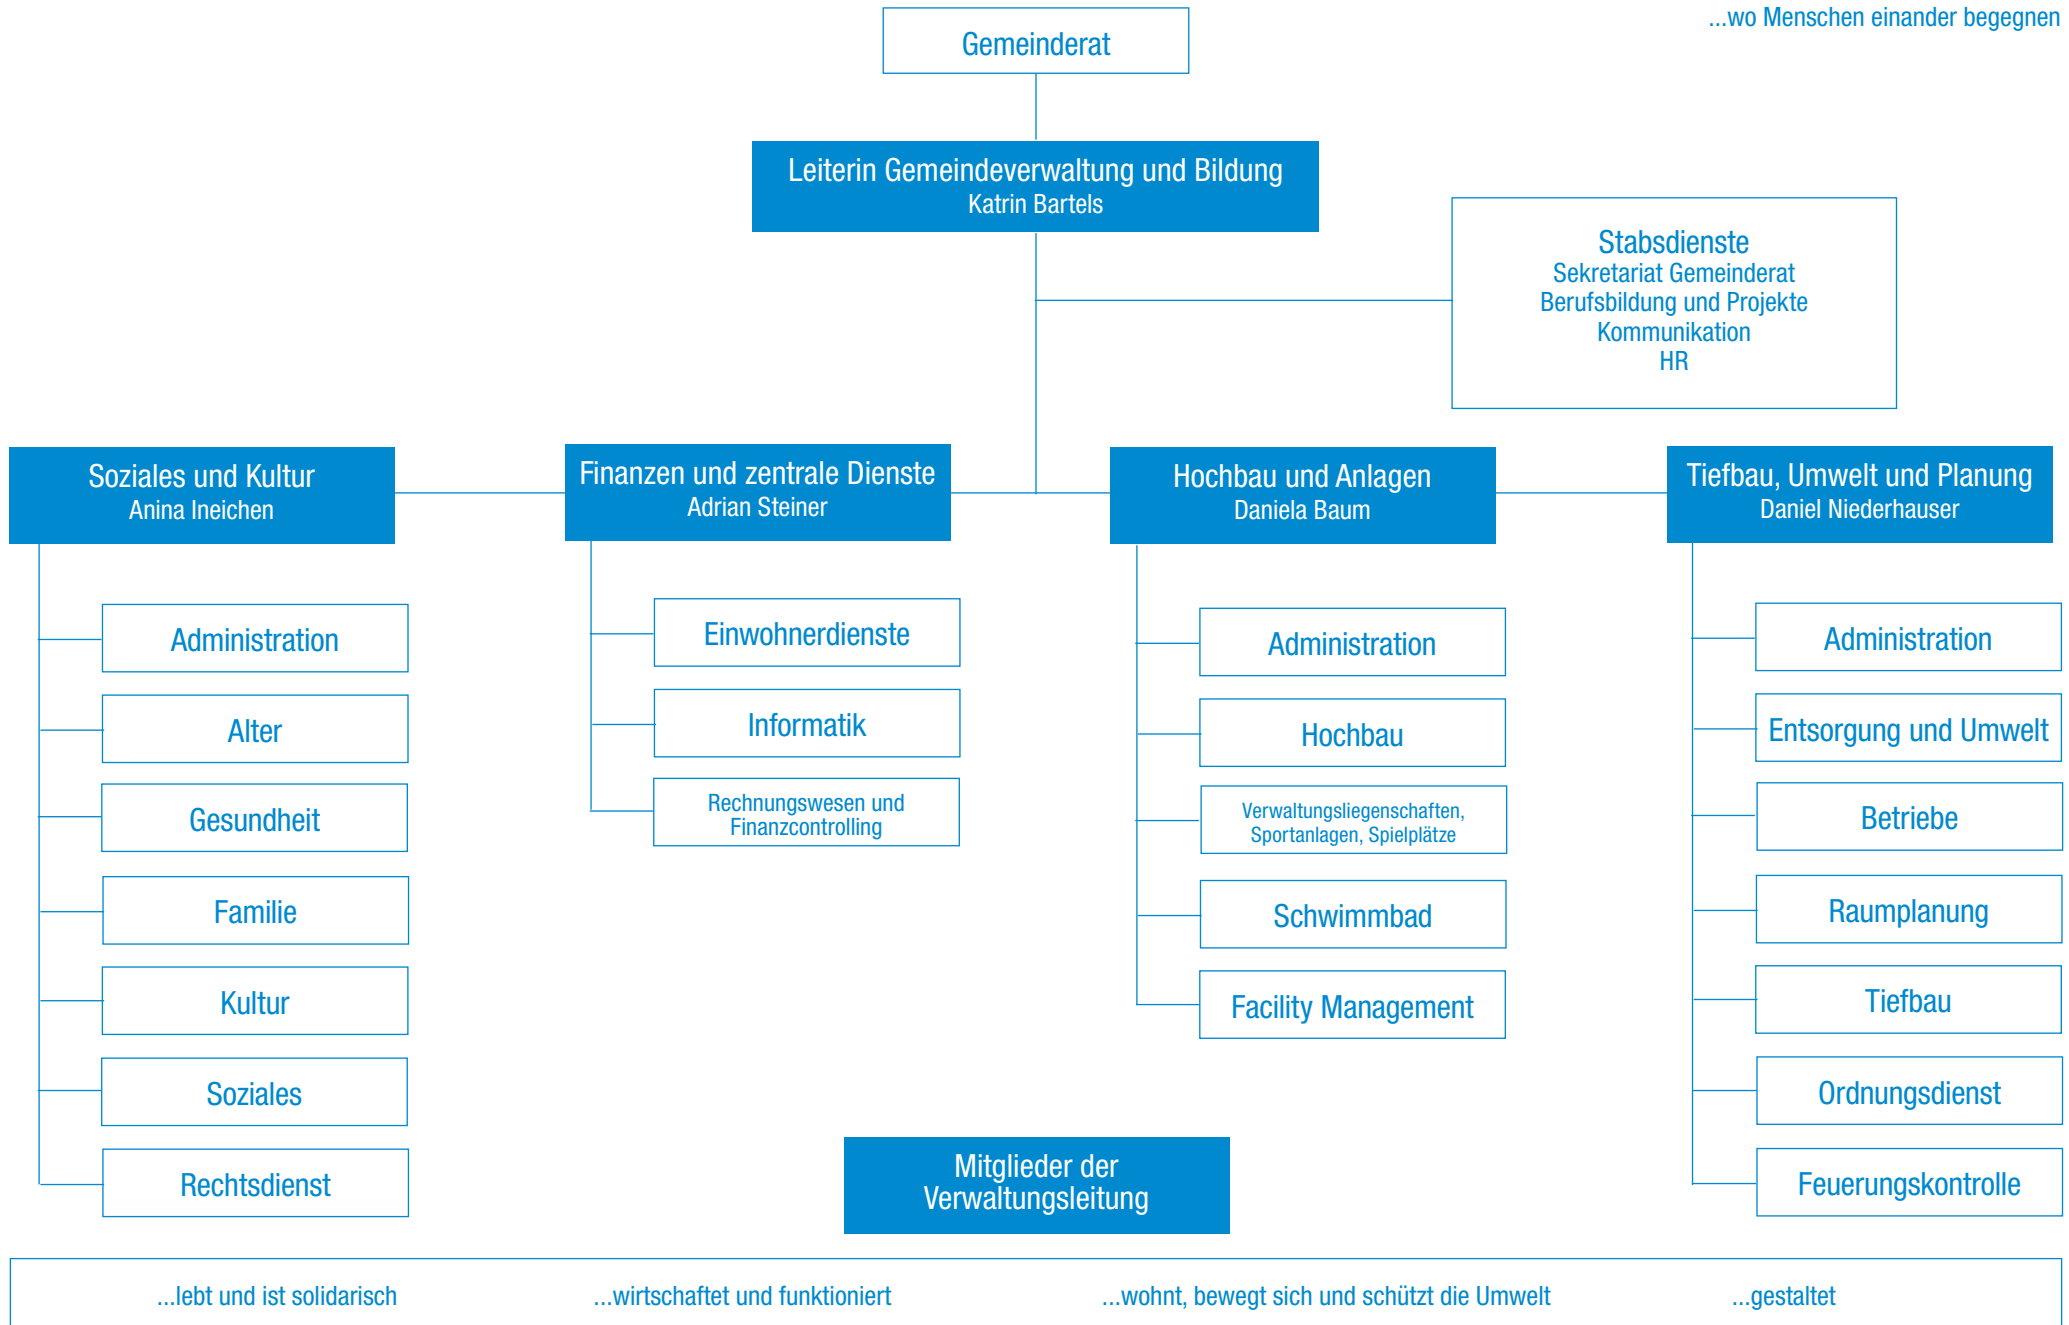 ...wo Menschen einander begegnen
Gemeinderat
Leiterin Gemeindeverwaltung und Bildung
Katrin Bartels
Stabsdienste
Sekretariat Gemeinderat
Berufsbildung und Projekte
Kommunikation
HR
Soziales und Kultur
Anina Ineichen
Administration
Alter
Gesundheit
Familie
Kultur
Soziales
Rechtsdienst
Finanzen und zentrale Dienste
Adrian Steiner
Einwohnerdienste
Informatik
Rechnungswesen und
Finanzcontrolling
Hochbau und Anlagen
Daniela Baum
Administration
Hochbau
Verwaltungsliegenschaften,
Sportanlagen, Spielplätze
Schwimmbad
Facility Management
Tiefbau, Umwelt und Planung
Daniel Niederhauser
Administration
Entsorgung und Umwelt
Betriebe
Raumplanung
Tiefbau
Ordnungsdienst
Feuerungskontrolle
Mitglieder der
Verwaltungsleitung
...lebt und ist solidarisch
...wirtschaftet und funktioniert
...wohnt, bewegt sich und schützt die Umwelt
...gestaltet